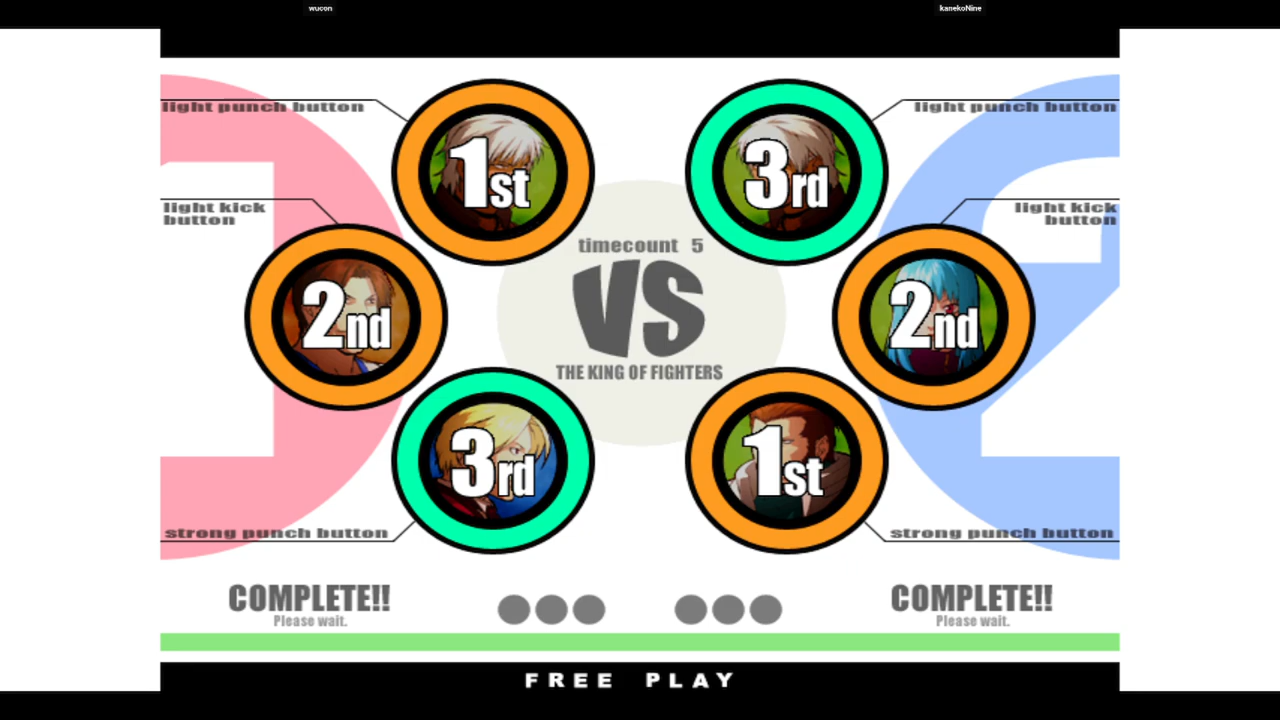 wucon
kanekoNine
light punch button
light punch button
1st
3rd
light kick
button
light kick
button
timecount 5
VS
THE KING OF FIGHTERS
2nd
2nd
3rd
1st
strong punch button
strong punch button
COMPLETE!!
Please wait.
COMPLETE!!
Please wait.
FREE PLAY